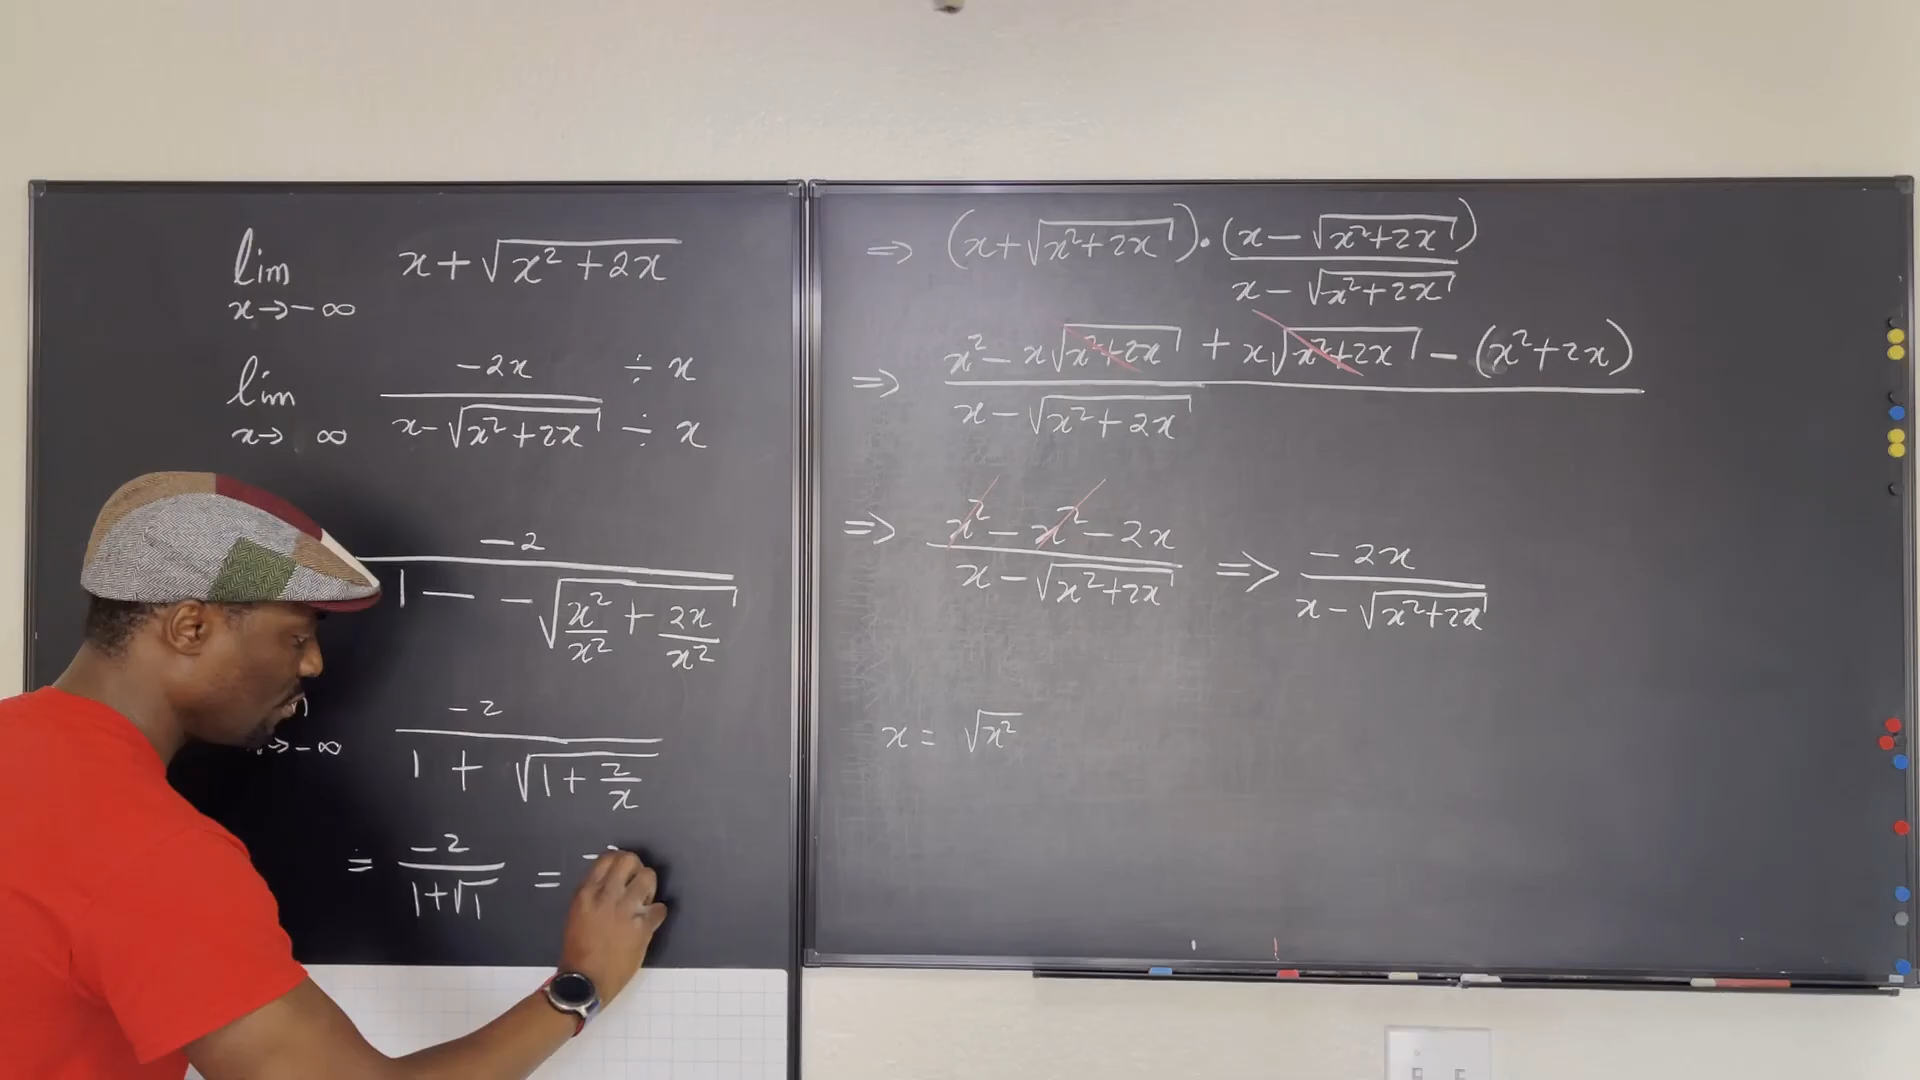 lim x + √(x² + 2x)
x → -∞
lim -2x ÷ x
x → ∞ x - √(x² + 2x) ÷ x
-2
1 - -√(x²/x² + 2x/x²)
-2
→ -∞ 1 + √(1 + 2/x)
= -2/(1+√1) =
⇒ (x + √(x²+2x)) · (x - √(x²+2x))
x - √(x²+2x)
⇒ x² - x√(x²+2x) + x√(x²+2x) - (x²+2x)
x - √(x²+2x)
⇒ x² - x² - 2x ⇒ -2x
x - √(x²+2x) x - √(x²+2x)
x = √x²